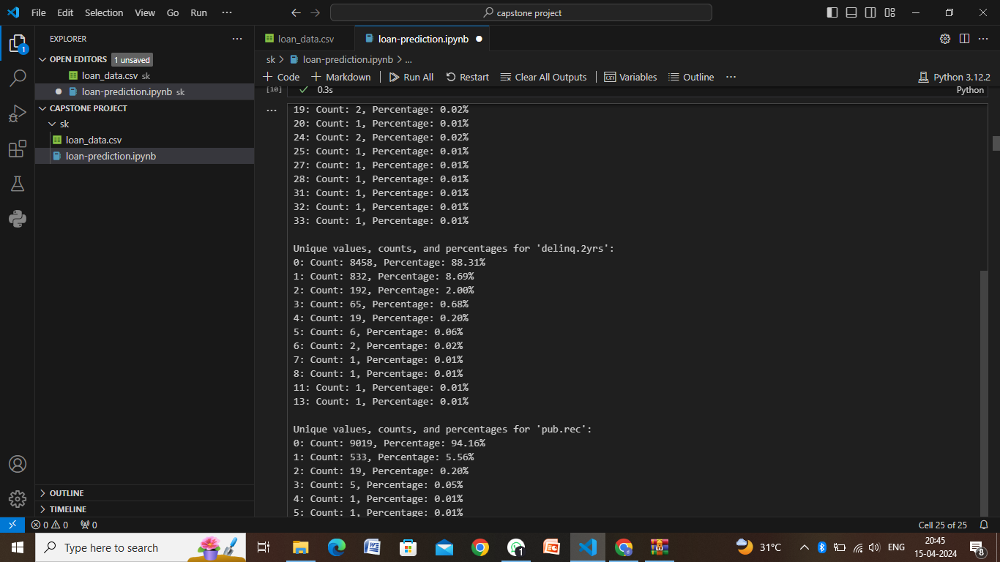 File Edit Selection View Go Run ···
capstone project
EXPLORER
OPEN EDITORS 1 unsaved
loan_data.csv sk
loan-prediction.ipynb sk
CAPSTONE PROJECT
sk
loan_data.csv
loan-prediction.ipynb
OUTLINE
TIMELINE
1
loan_data.csv
loan-prediction.ipynb
sk > loan-prediction.ipynb > ...
Code Markdown Run All Restart Clear All Outputs Variables Outline ··· Python 3.12.2
[10] 0.3s Python
19: Count: 2, Percentage: 0.02%
20: Count: 1, Percentage: 0.01%
24: Count: 2, Percentage: 0.02%
25: Count: 1, Percentage: 0.01%
27: Count: 1, Percentage: 0.01%
28: Count: 1, Percentage: 0.01%
31: Count: 1, Percentage: 0.01%
32: Count: 1, Percentage: 0.01%
33: Count: 1, Percentage: 0.01%
Unique values, counts, and percentages for 'delinq.2yrs':
0: Count: 8458, Percentage: 88.31%
1: Count: 832, Percentage: 8.69%
2: Count: 192, Percentage: 2.00%
3: Count: 65, Percentage: 0.68%
4: Count: 19, Percentage: 0.20%
5: Count: 6, Percentage: 0.06%
6: Count: 2, Percentage: 0.02%
7: Count: 1, Percentage: 0.01%
8: Count: 1, Percentage: 0.01%
11: Count: 1, Percentage: 0.01%
13: Count: 1, Percentage: 0.01%
Unique values, counts, and percentages for 'pub.rec':
0: Count: 9019, Percentage: 94.16%
1: Count: 533, Percentage: 5.56%
2: Count: 19, Percentage: 0.20%
3: Count: 5, Percentage: 0.05%
4: Count: 1, Percentage: 0.01%
5: Count: 1, Percentage: 0.01%
0 0 0 Cell 25 of 25
Type here to search
31°C ENG
20:45
15-04-2024
8